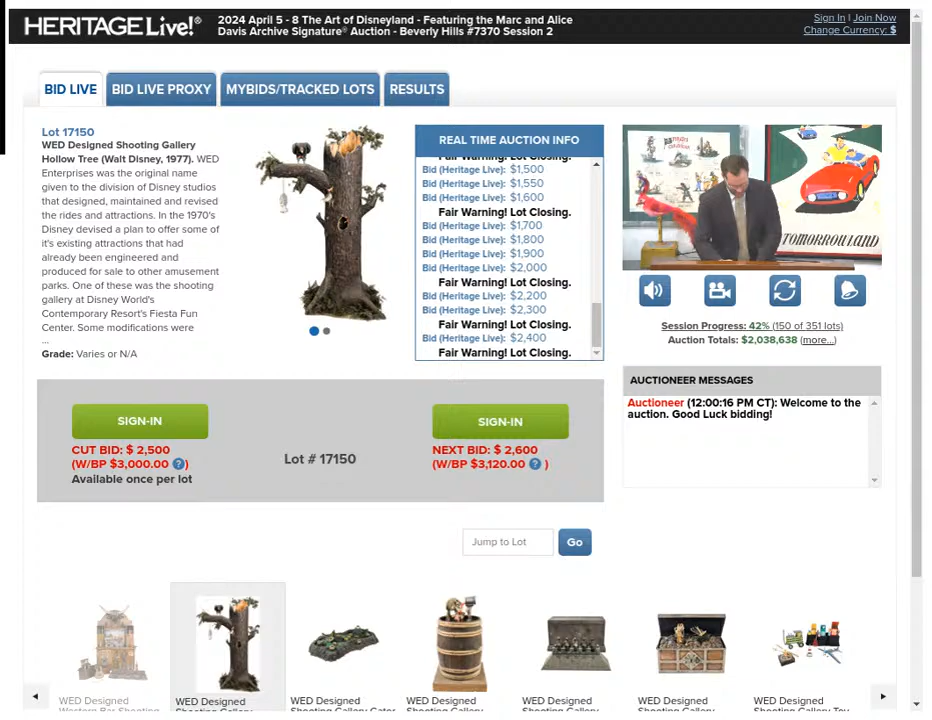 HERITAGE Live!®
2024 April 5 - 8 The Art of Disneyland - Featuring the Marc and Alice
Davis Archive Signature® Auction - Beverly Hills #7370 Session 2
Sign In | Join Now
Change Currency: $
BID LIVE
BID LIVE PROXY
MYBIDS/TRACKED LOTS
RESULTS
Lot 17150
WED Designed Shooting Gallery
Hollow Tree (Walt Disney, 1977). WED
Enterprises was the original name
given to the division of Disney studios
that designed, maintained and revised
the rides and attractions. In the 1970's
Disney devised a plan to offer some of
it's existing attractions that had
already been engineered and
produced for sale to other amusement
parks. One of these was the shooting
gallery at Disney World's
Contemporary Resort's Fiesta Fun
Center. Some modifications were
...
Grade: Varies or N/A
REAL TIME AUCTION INFO
Fair Warning! Lot Closing.
Bid (Heritage Live): $1,500
Bid (Heritage Live): $1,550
Bid (Heritage Live): $1,600
Fair Warning! Lot Closing.
Bid (Heritage Live): $1,700
Bid (Heritage Live): $1,800
Bid (Heritage Live): $1,900
Bid (Heritage Live): $2,000
Fair Warning! Lot Closing.
Bid (Heritage Live): $2,200
Bid (Heritage Live): $2,300
Fair Warning! Lot Closing.
Bid (Heritage Live): $2,400
Fair Warning! Lot Closing.
TOMORROWLAND
Session Progress: 42% (150 of 351 lots)
Auction Totals: $2,038,638 (more...)
AUCTIONEER MESSAGES
Auctioneer (12:00:16 PM CT): Welcome to the
auction. Good Luck bidding!
SIGN-IN
CUT BID: $ 2,500
(W/BP $3,000.00 ?)
Available once per lot
Lot # 17150
SIGN-IN
NEXT BID: $ 2,600
(W/BP $3,120.00 ? )
Jump to Lot
Go
WED Designed
Western Bar Shooting
WED Designed
Shooting Gallery
WED Designed
Shooting Gallery Gator
WED Designed
Shooting Gallery
WED Designed
Shooting Gallery
WED Designed
Shooting Gallery
WED Designed
Shooting Gallery Toy